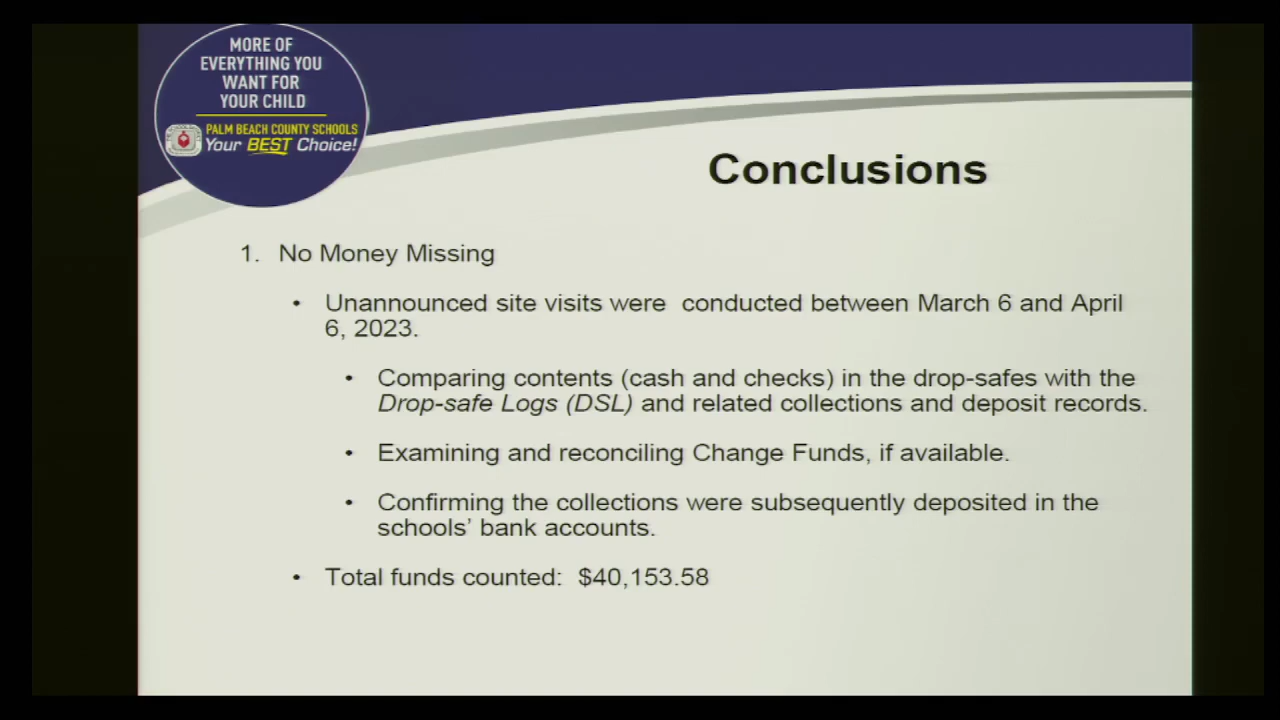 MORE OF
EVERYTHING YOU
WANT FOR
YOUR CHILD
PALM BEACH COUNTY SCHOOLS
Your BEST Choice!
Conclusions
1. No Money Missing
• Unannounced site visits were conducted between March 6 and April
6, 2023.
• Comparing contents (cash and checks) in the drop-safes with the
Drop-safe Logs (DSL) and related collections and deposit records.
• Examining and reconciling Change Funds, if available.
• Confirming the collections were subsequently deposited in the
schools’ bank accounts.
• Total funds counted: $40,153.58